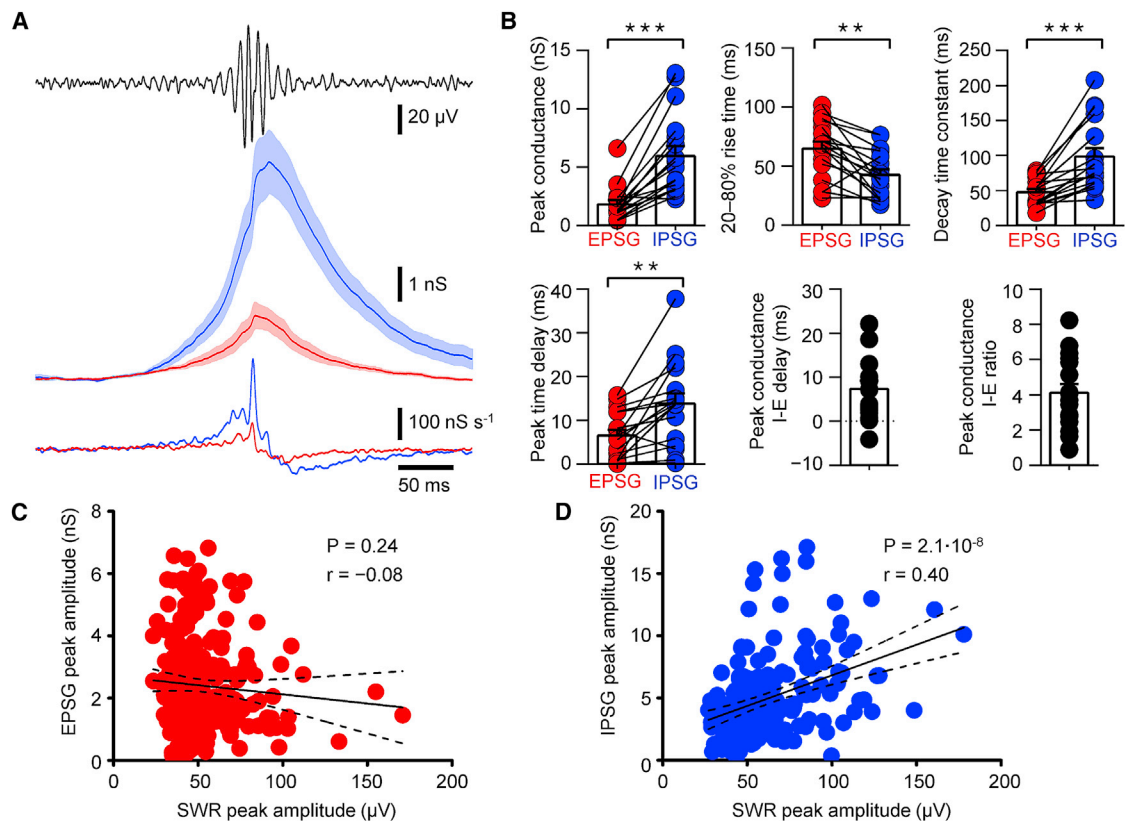 A
20 µV
1 nS
100 nS s⁻¹
50 ms
B
***
Peak conductance (nS)
15
10
5
0
EPSG IPSG
**
20–80% rise time (ms)
150
100
50
0
EPSG IPSG
***
Decay time constant (ms)
250
200
150
100
50
0
EPSG IPSG
**
Peak time delay (ms)
40
30
20
10
0
EPSG IPSG
Peak conductance
I-E delay (ms)
30
20
10
0
−10
Peak conductance
I-E ratio
10
8
6
4
2
0
C
EPSG peak amplitude (nS)
8
6
4
2
0
P = 0.24
r = −0.08
0 50 100 150 200
SWR peak amplitude (µV)
D
IPSG peak amplitude (nS)
20
15
10
5
0
P = 2.1·10⁻⁸
r = 0.40
0 50 100 150 200
SWR peak amplitude (µV)